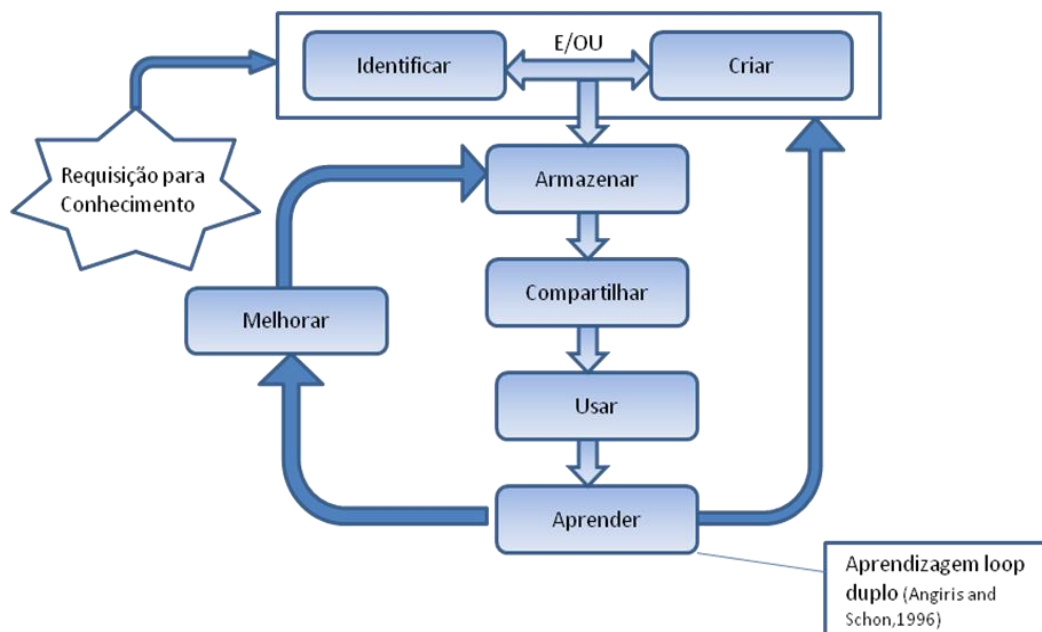 E/OU
Identificar
Criar
Requisição para
Conhecimento
Armazenar
Compartilhar
Melhorar
Usar
Aprender
Aprendizagem loop
duplo (Angiris and
Schon,1996)